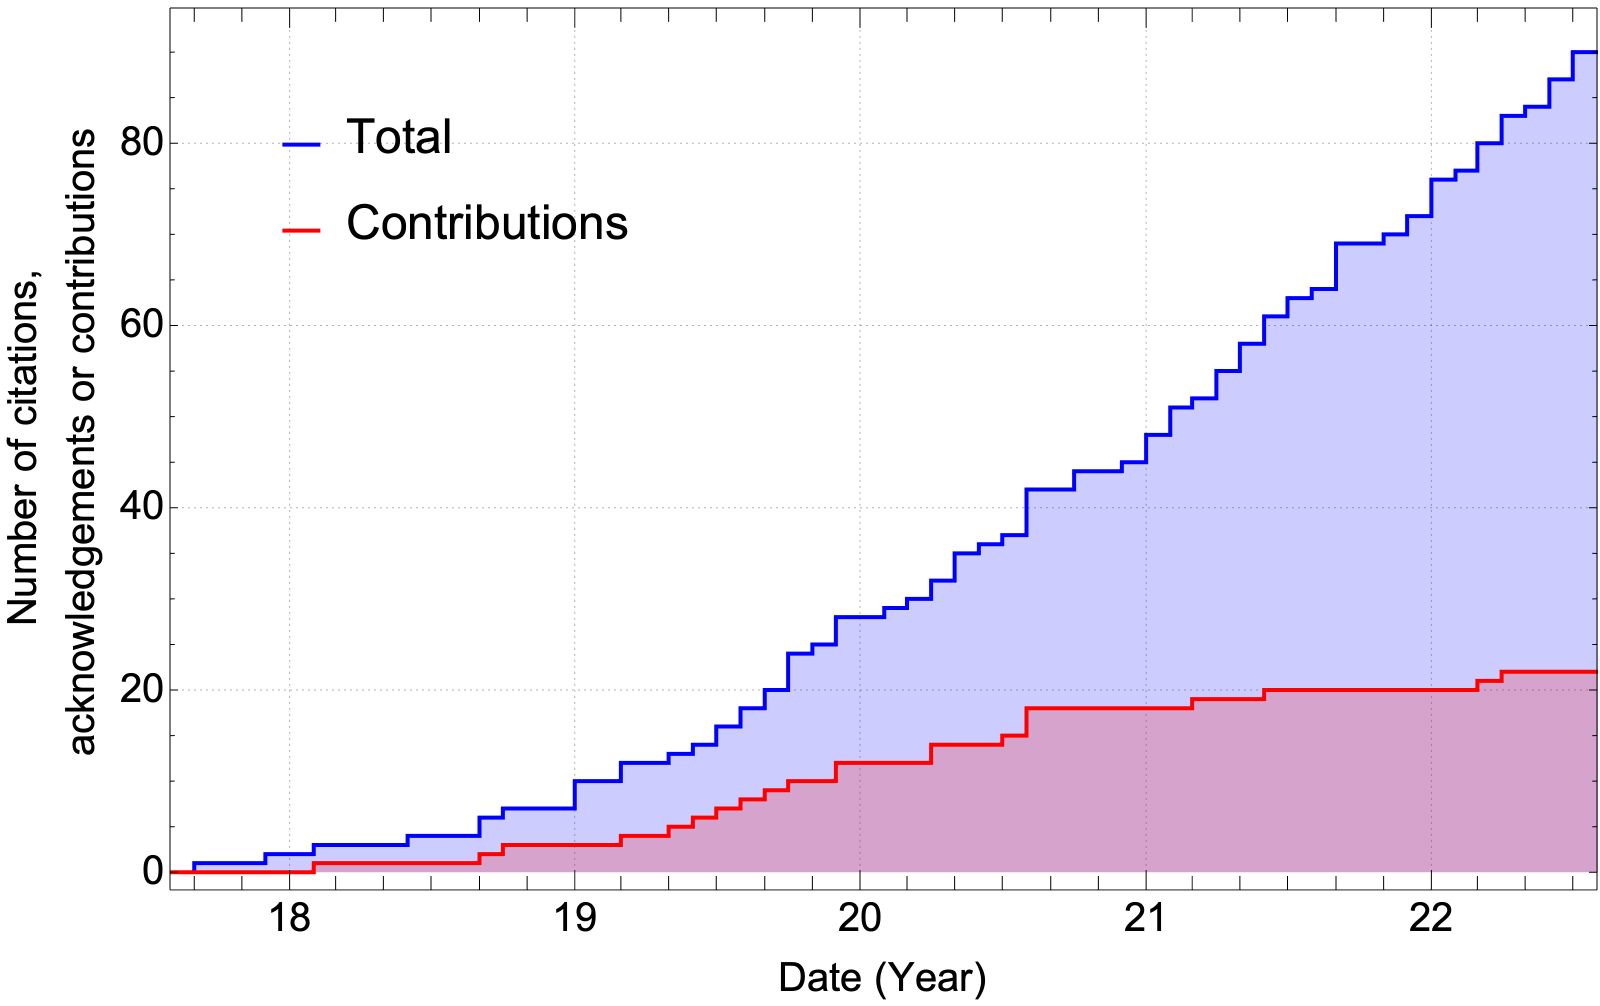 Total
Contributions
Number of citations,
acknowledgements or contributions
80
60
40
20
0
18 19 20 21 22
Date (Year)